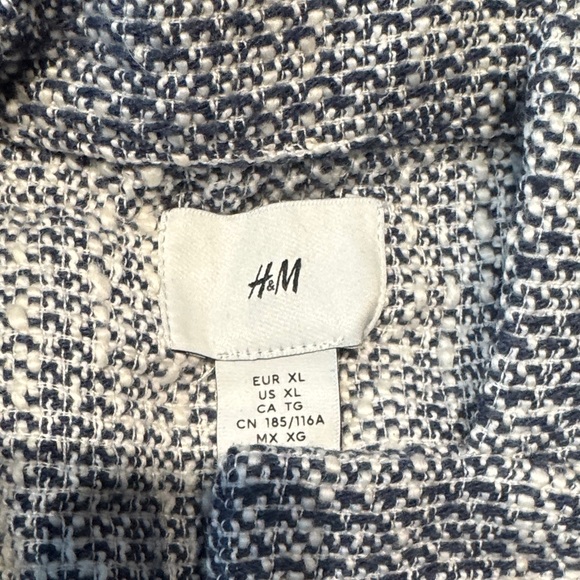 H&M
EUR XL
US XL
CA TG
CN 185/116A
MX XG